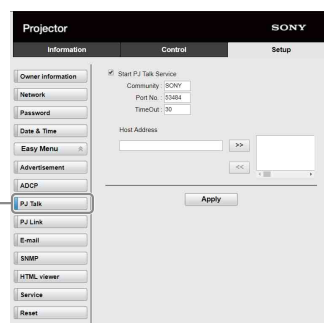 Projector
SONY
Information
Control
Setup
Owner information
Network
Password
Date & Time
Easy Menu
Advertisement
ADCP
PJ Talk
PJ Link
E-mail
SNMP
HTML viewer
Service
Reset
Start PJ Talk Service
Community : SONY
Port No. : 53484
TimeOut : 30
Host Address
>>
<<
Apply